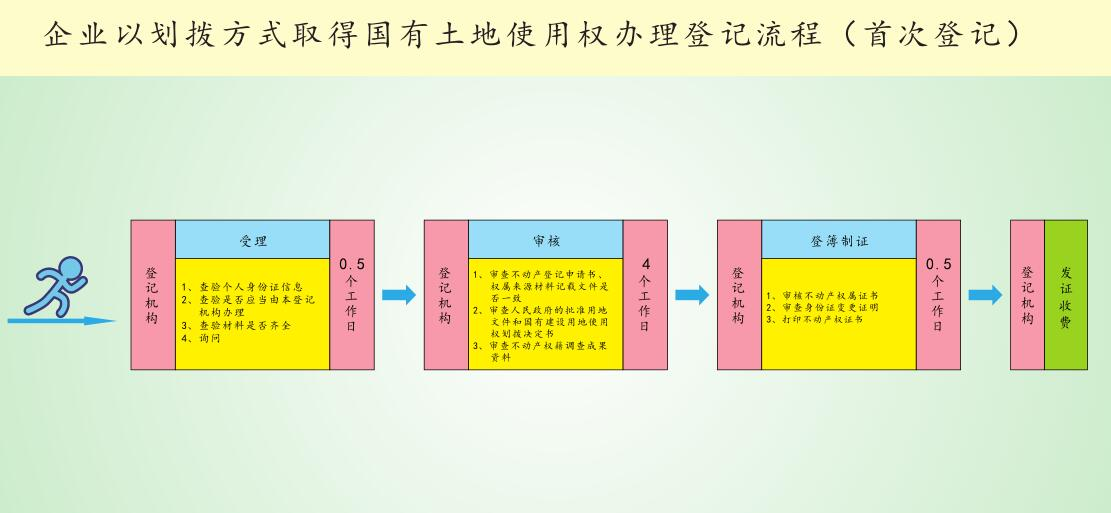 企业以划拨方式取得国有土地使用权办理登记流程（首次登记）
登记机构
受理
1、查验个人身份证信息
2、查验是否应当由本登记
机构办理
3、查验材料是否齐全
4、询问
0.5个工作日
登记机构
审核
1、审查不动产登记申请书、
权属来源材料记载文件是
否一致
2、审查人民政府的批准用地
文件和国有建设用地使用
权划拨决定书
3、审查不动产权籍调查成果
资料
4个工作日
登记机构
登簿制证
1、审核不动产权属证书
2、审查身份证变更证明
3、打印不动产权证书
0.5个工作日
登记机构
发证收费